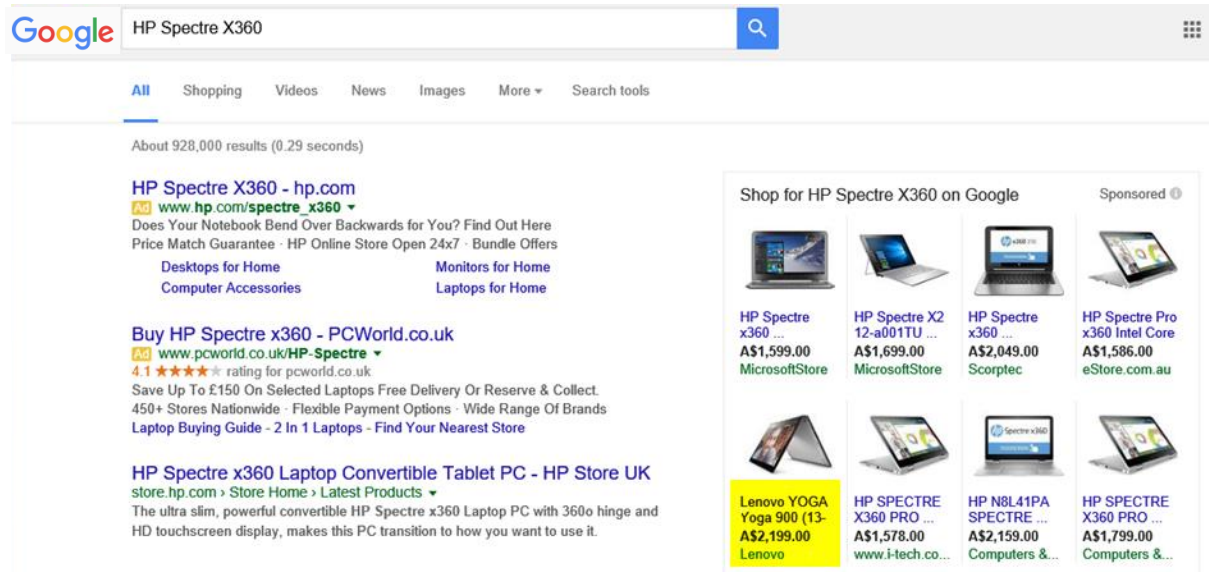 Google
HP Spectre X360
All Shopping Videos News Images More Search tools
About 928,000 results (0.29 seconds)
HP Spectre X360 - hp.com
Ad www.hp.com/spectre_x360
Does Your Notebook Bend Over Backwards for You? Find Out Here
Price Match Guarantee · HP Online Store Open 24x7 · Bundle Offers
Desktops for Home Monitors for Home
Computer Accessories Laptops for Home
Buy HP Spectre x360 - PCWorld.co.uk
Ad www.pcworld.co.uk/HP-Spectre
4.1 ★★★★★ rating for pcworld.co.uk
Save Up To £150 On Selected Laptops Free Delivery Or Reserve & Collect.
450+ Stores Nationwide · Flexible Payment Options · Wide Range Of Brands
Laptop Buying Guide - 2 In 1 Laptops - Find Your Nearest Store
HP Spectre x360 Laptop Convertible Tablet PC - HP Store UK
store.hp.com › Store Home › Latest Products
The ultra slim, powerful convertible HP Spectre x360 Laptop PC with 360o hinge and
HD touchscreen display, makes this PC transition to how you want to use it.
Shop for HP Spectre X360 on Google Sponsored
HP Spectre
x360 ...
A$1,599.00
MicrosoftStore
HP Spectre X2
12-a001TU ...
A$1,699.00
MicrosoftStore
x360
HP Spectre
x360 ...
A$2,049.00
Scorptec
HP Spectre Pro
x360 Intel Core
A$1,586.00
eStore.com.au
Lenovo YOGA
Yoga 900 (13-
A$2,199.00
Lenovo
HP SPECTRE
X360 PRO ...
A$1,578.00
www.i-tech.co...
Spectre x360
HP N8L41PA
SPECTRE ...
A$2,159.00
Computers &...
HP SPECTRE
X360 PRO ...
A$1,799.00
Computers &...